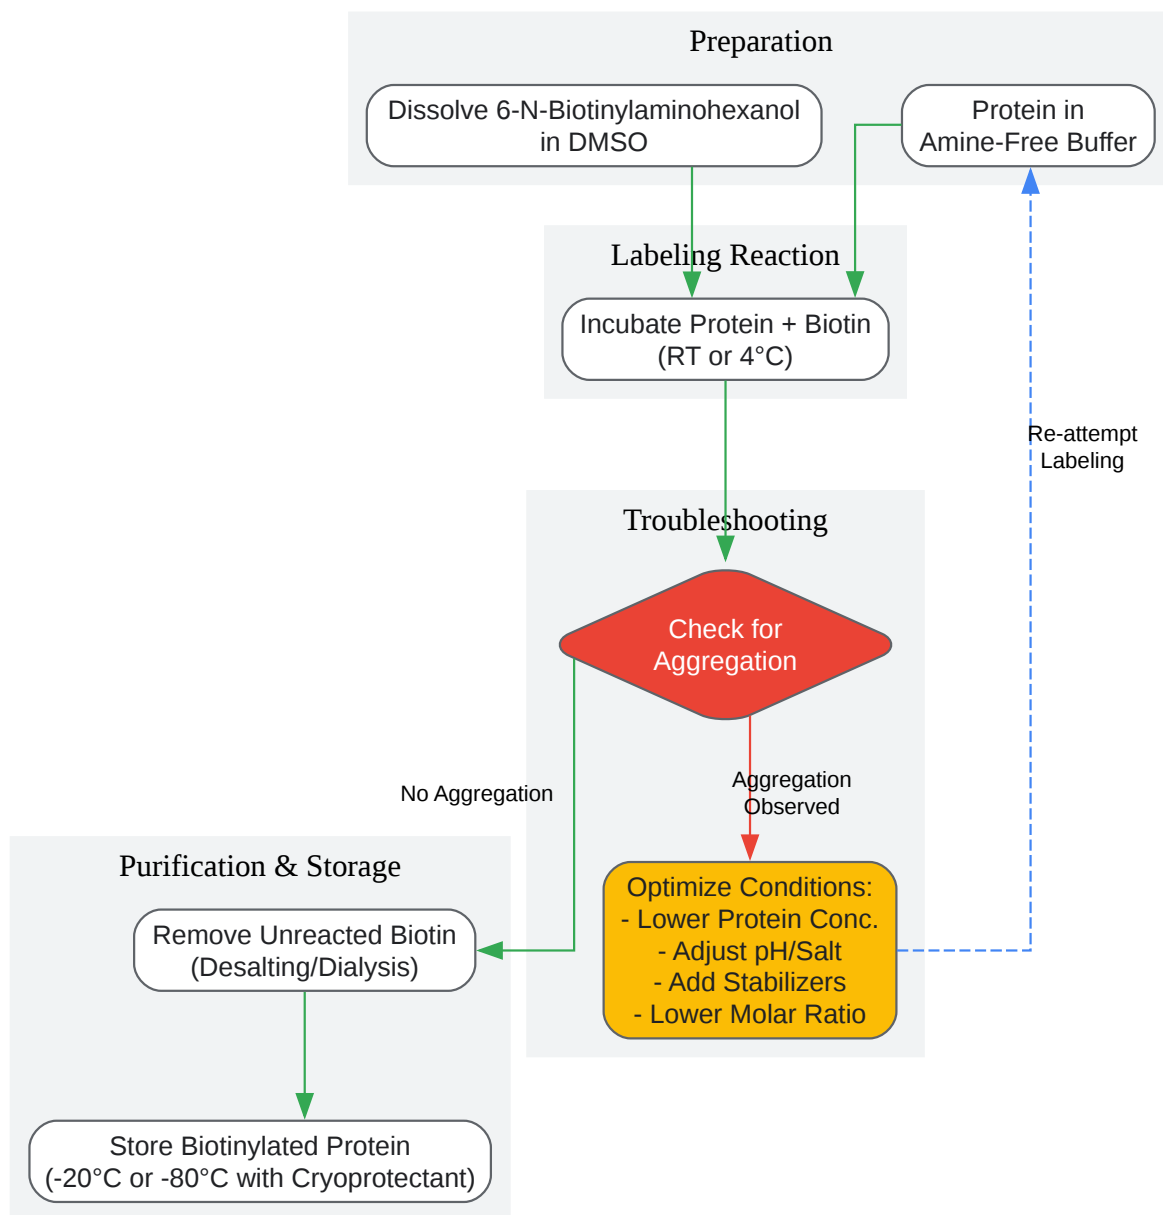 Preparation
Dissolve 6-N-Biotinylaminohexanol
in DMSO
Protein in
Amine-Free Buffer
Labeling Reaction
Incubate Protein + Biotin
(RT or 4°C)
Re-attempt
Labeling
Troubleshooting
Check for
Aggregation
No Aggregation
Aggregation
Observed
Optimize Conditions:
- Lower Protein Conc.
- Adjust pH/Salt
- Add Stabilizers
- Lower Molar Ratio
Purification & Storage
Remove Unreacted Biotin
(Desalting/Dialysis)
Store Biotinylated Protein
(-20°C or -80°C with Cryoprotectant)